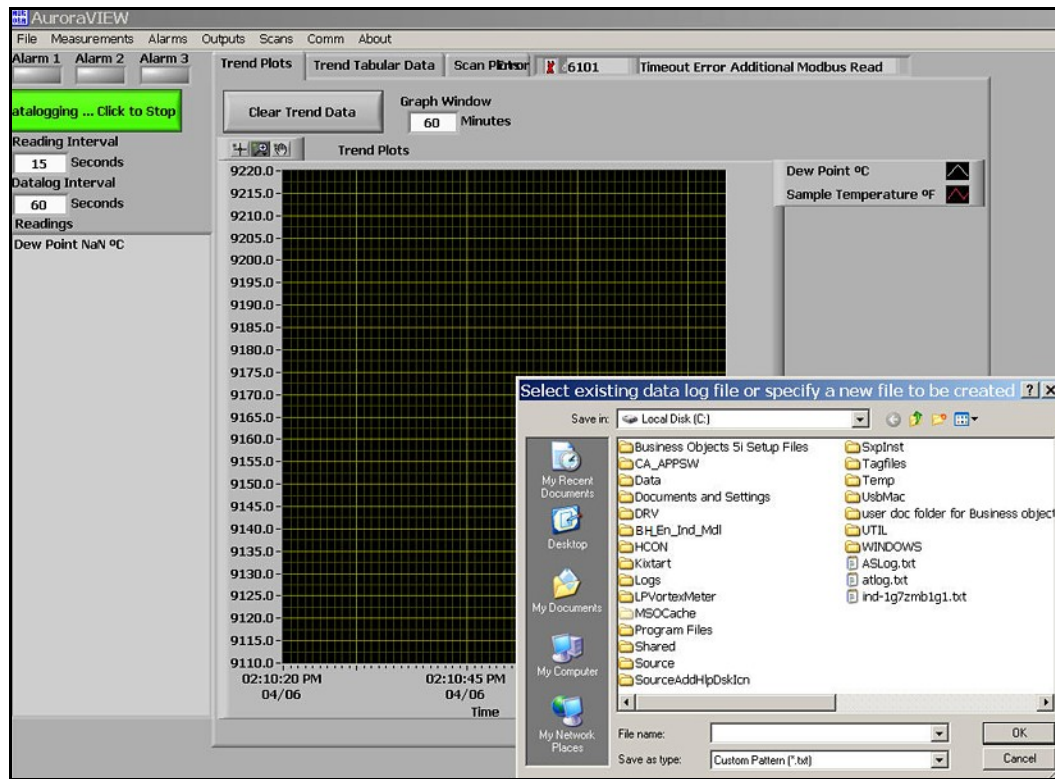 AuroraVIEW
File Measurements Alarms Outputs Scans Comm About
Alarm 1 Alarm 2 Alarm 3
atalogging ... Click to Stop
Reading Interval
15 Seconds
Datalog Interval
60 Seconds
Readings
Dew Point NaN ºC
Trend Plots
Trend Tabular Data
Scan
6101
Timeout Error Additional Modbus Read
Clear Trend Data
Graph Window
60 Minutes
Trend Plots
Dew Point ºC
Sample Temperature ºF
9220.0
9215.0
9210.0
9205.0
9200.0
9195.0
9190.0
9185.0
9180.0
9175.0
9170.0
9165.0
9160.0
9155.0
9150.0
9145.0
9140.0
9135.0
9130.0
9125.0
9120.0
9115.0
9110.0
02:10:20 PM
04/06
02:10:45 PM
04/06
Time
Select existing data log file or specify a new file to be created
Save in:
Local Disk (C:)
My Recent
Documents
Desktop
My Documents
My Computer
My Network
Places
Business Objects 5i Setup Files
CA_APPSW
Data
Documents and Settings
DRV
BH_En_Ind_Mdl
HCON
Kixtart
Logs
LPVortexMeter
MSOCache
Program Files
Shared
Source
SourceAddHlpDskIcn
SxpInst
Tagfiles
Temp
UsbMac
user doc folder for Business object
UTIL
WINDOWS
ASLog.txt
atlog.txt
ind-1g7zmb1g1.txt
File name:
OK
Save as type:
Custom Pattern (*.txt)
Cancel